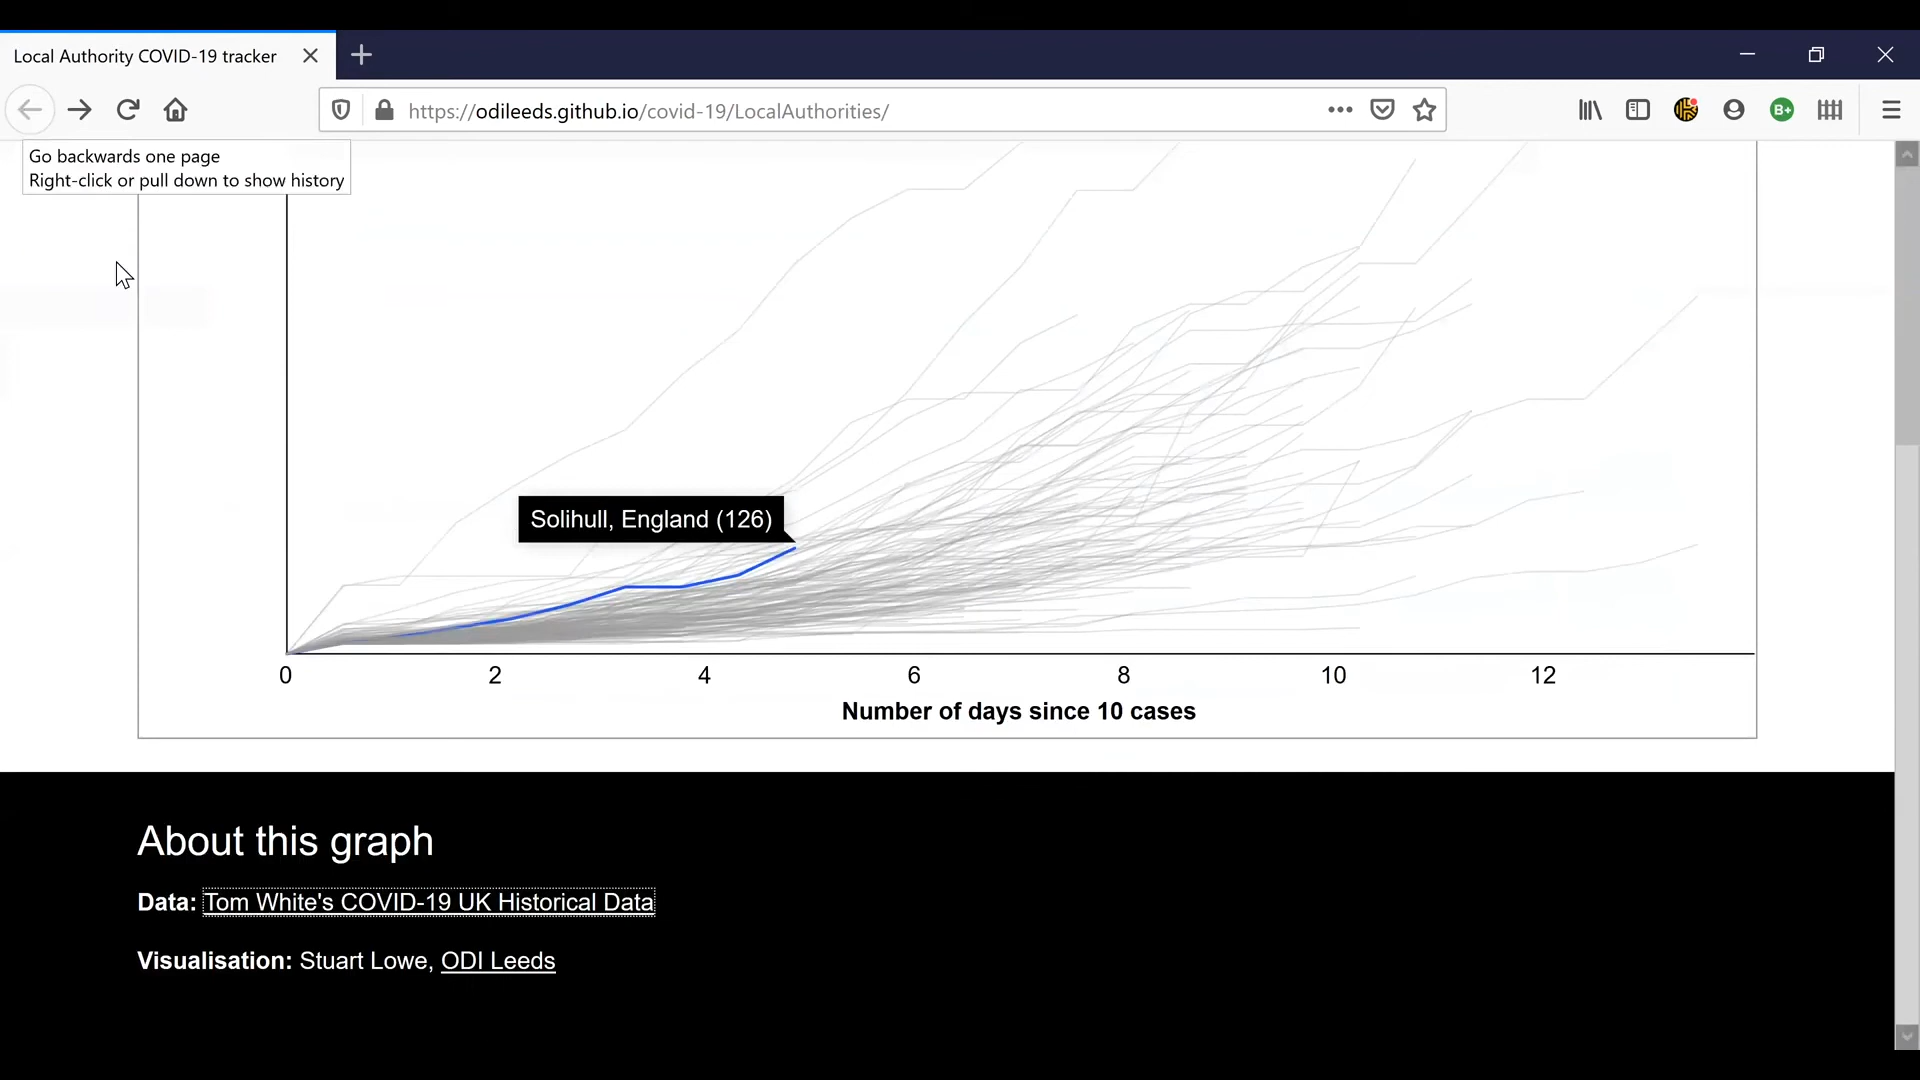 Local Authority COVID-19 tracker
https://odileeds.github.io/covid-19/LocalAuthorities/
B+
Go backwards one page
Right-click or pull down to show history
Solihull, England (126)
0 2 4 6 8 10 12
Number of days since 10 cases
About this graph
Data: Tom White's COVID-19 UK Historical Data
Visualisation: Stuart Lowe, ODI Leeds